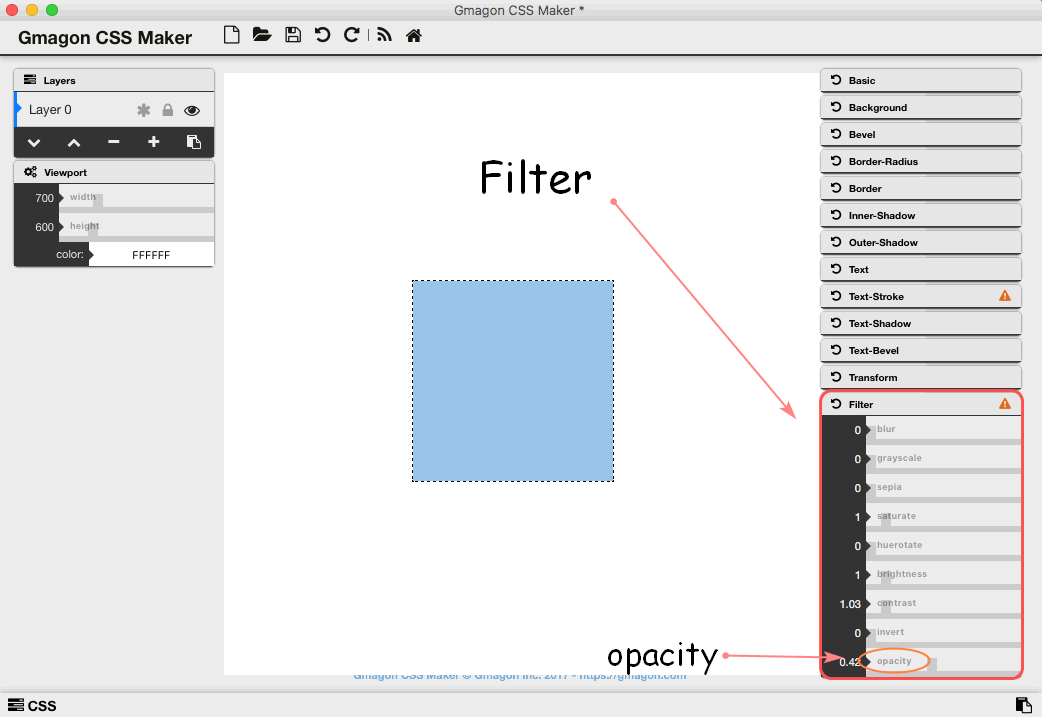 Gmagon CSS Maker *
Gmagon CSS Maker
Layers
Layer 0
Viewport
700 width
600 height
color: FFFFFF
Filter
opacity
Gmagon CSS Maker © Gmagon Inc. 2017 - https://gmagon.com
Basic
Background
Bevel
Border-Radius
Border
Inner-Shadow
Outer-Shadow
Text
Text-Stroke
Text-Shadow
Text-Bevel
Transform
Filter
0 blur
0 grayscale
0 sepia
1 saturate
0 huerotate
1 brightness
1.03 contrast
0 invert
0.42 opacity
CSS